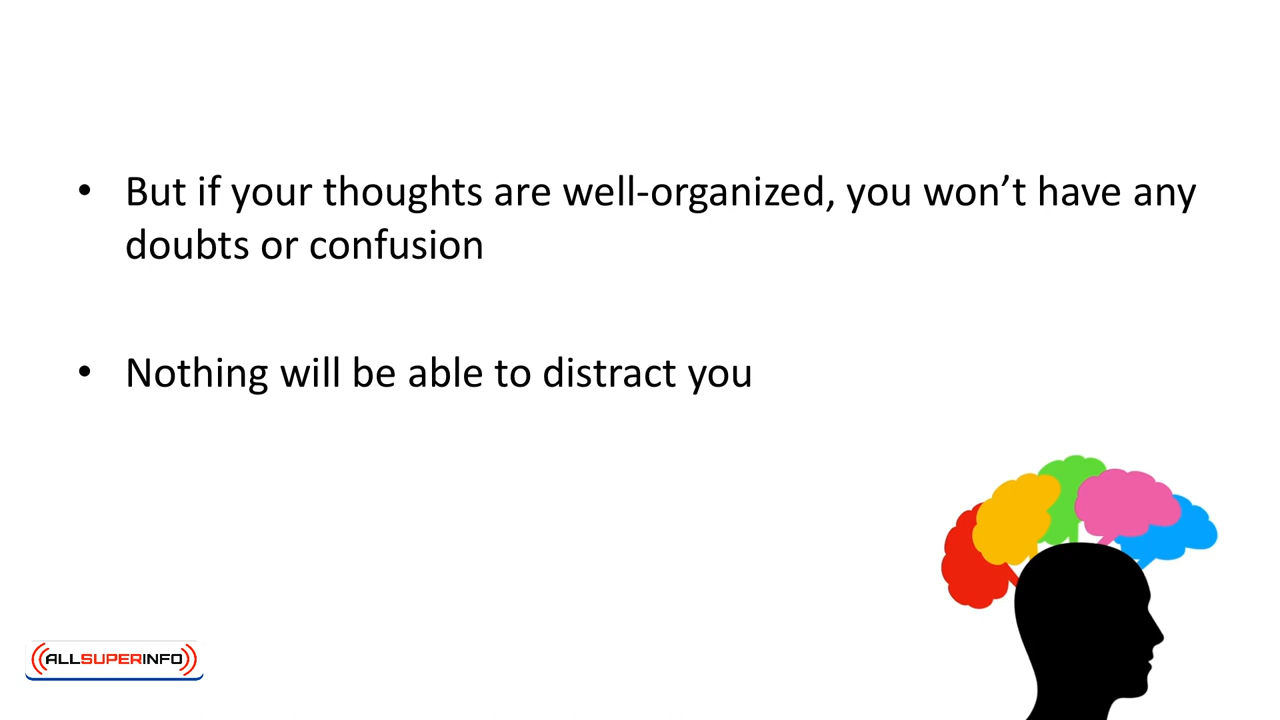 • But if your thoughts are well-organized, you won’t have any
doubts or confusion
• Nothing will be able to distract you
ALLSUPERINFO